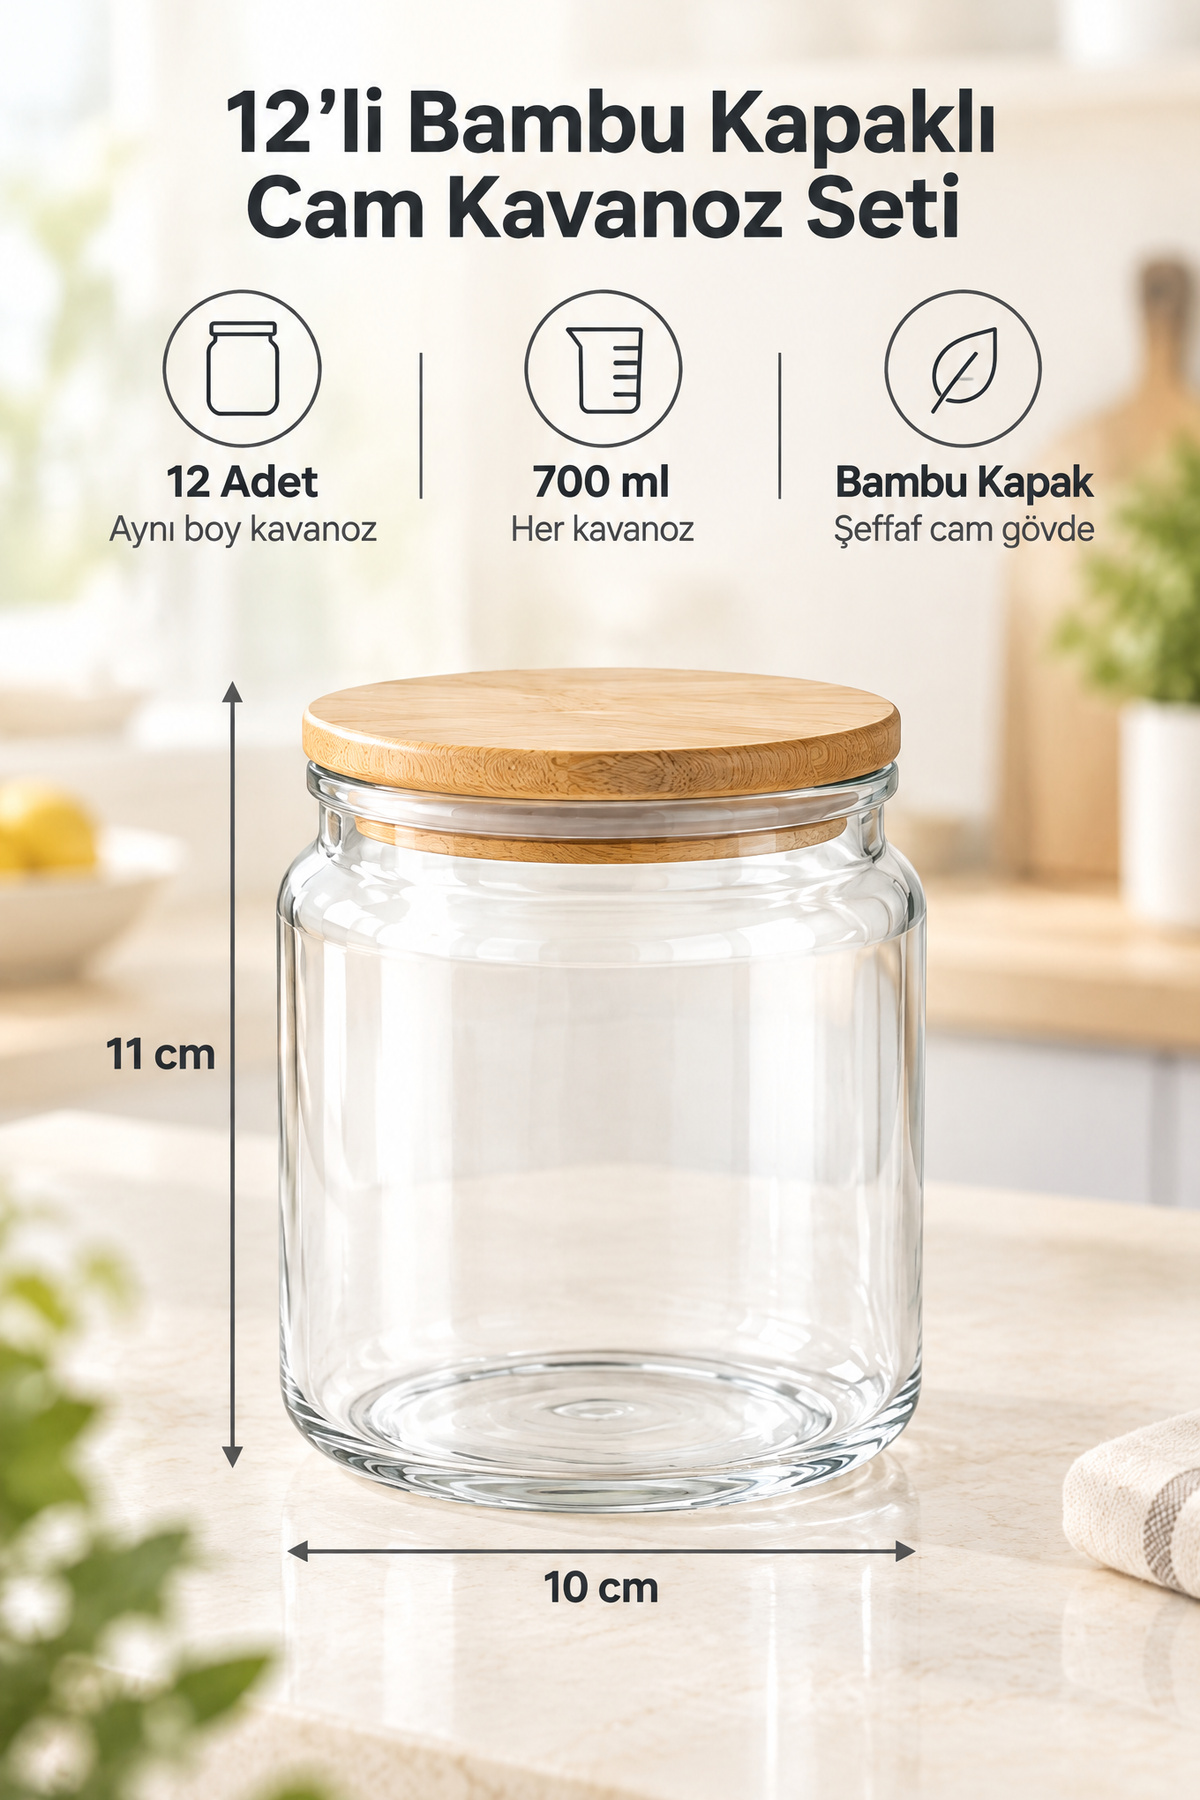 12’li Bambu Kapaklı
Cam Kavanoz Seti
12 Adet
Aynı boy kavanoz
700 ml
Her kavanoz
Bambu Kapak
Şeffaf cam gövde
11 cm
10 cm